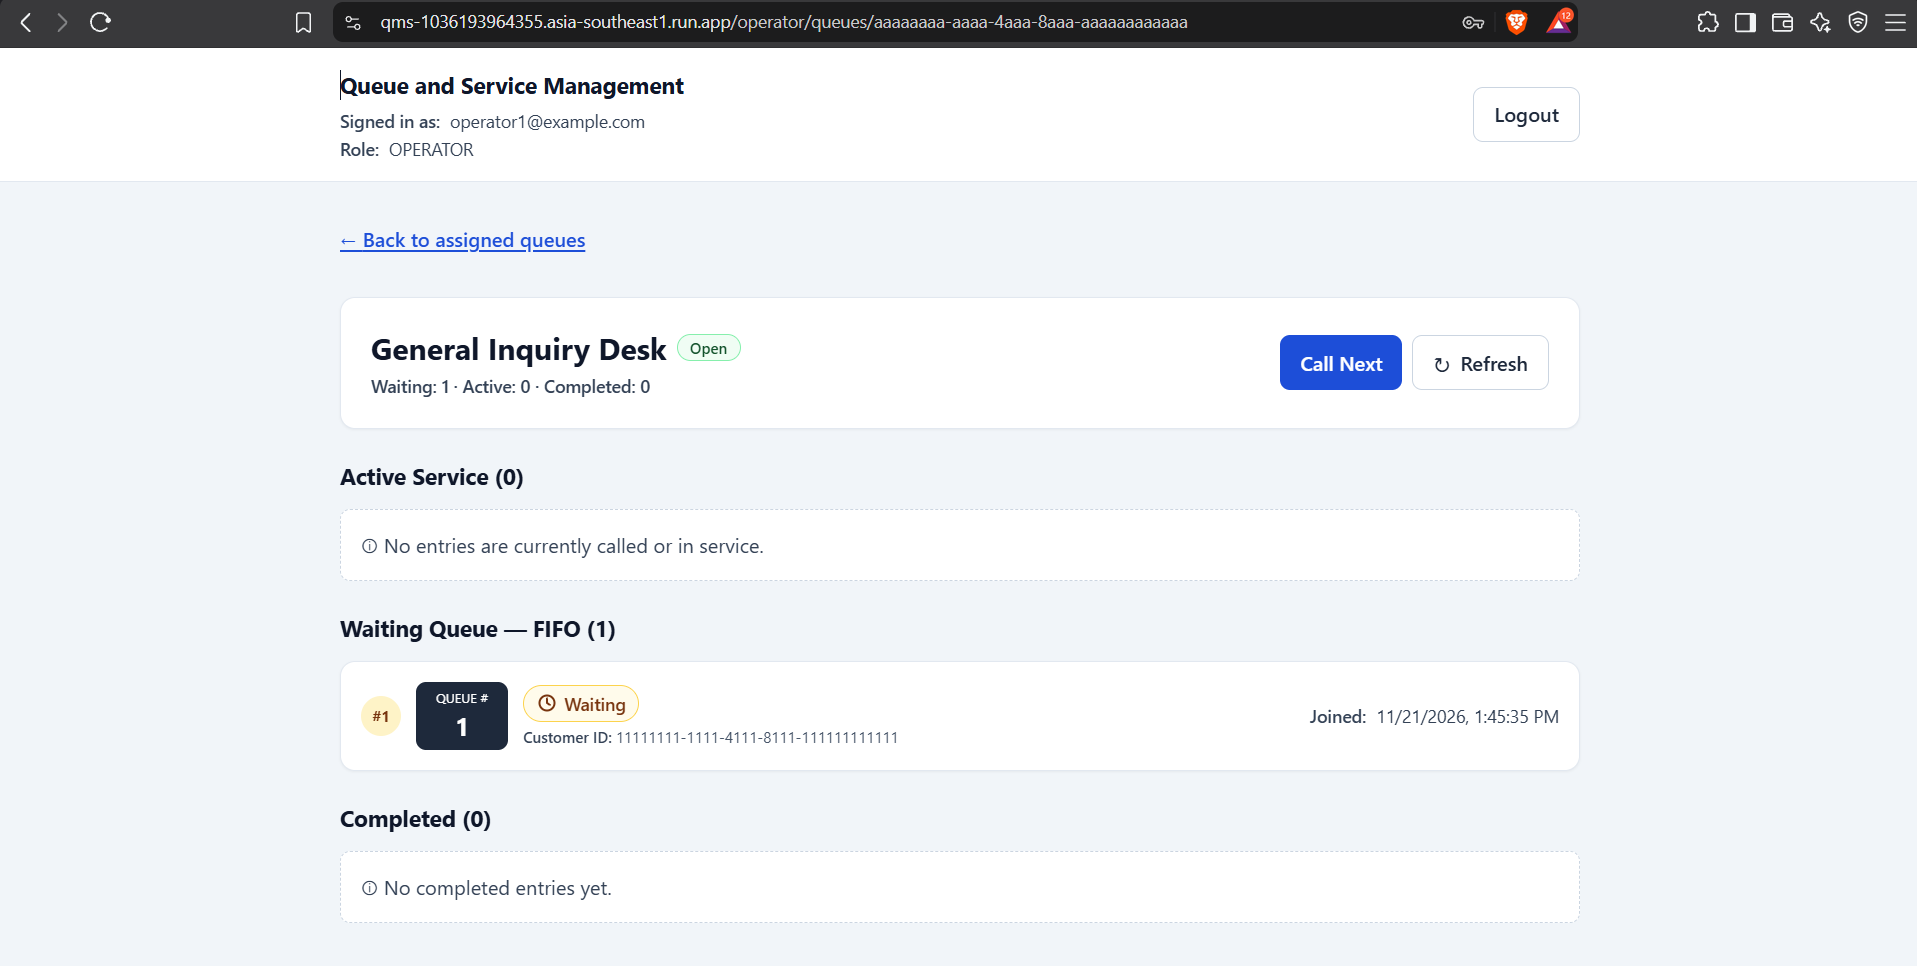 qms-1036193964355.asia-southeast1.run.app/operator/queues/aaaaaaaa-aaaa-4aaa-8aaa-aaaaaaaaaaaa
12
Queue and Service Management
Signed in as: operator1@example.com
Role: OPERATOR
Logout
← Back to assigned queues
General Inquiry Desk Open
Waiting: 1 · Active: 0 · Completed: 0
Call Next
↻ Refresh
Active Service (0)
ⓘ No entries are currently called or in service.
Waiting Queue — FIFO (1)
#1
QUEUE #
1
Waiting
Customer ID: 11111111-1111-4111-8111-111111111111
Joined: 11/21/2026, 1:45:35 PM
Completed (0)
ⓘ No completed entries yet.